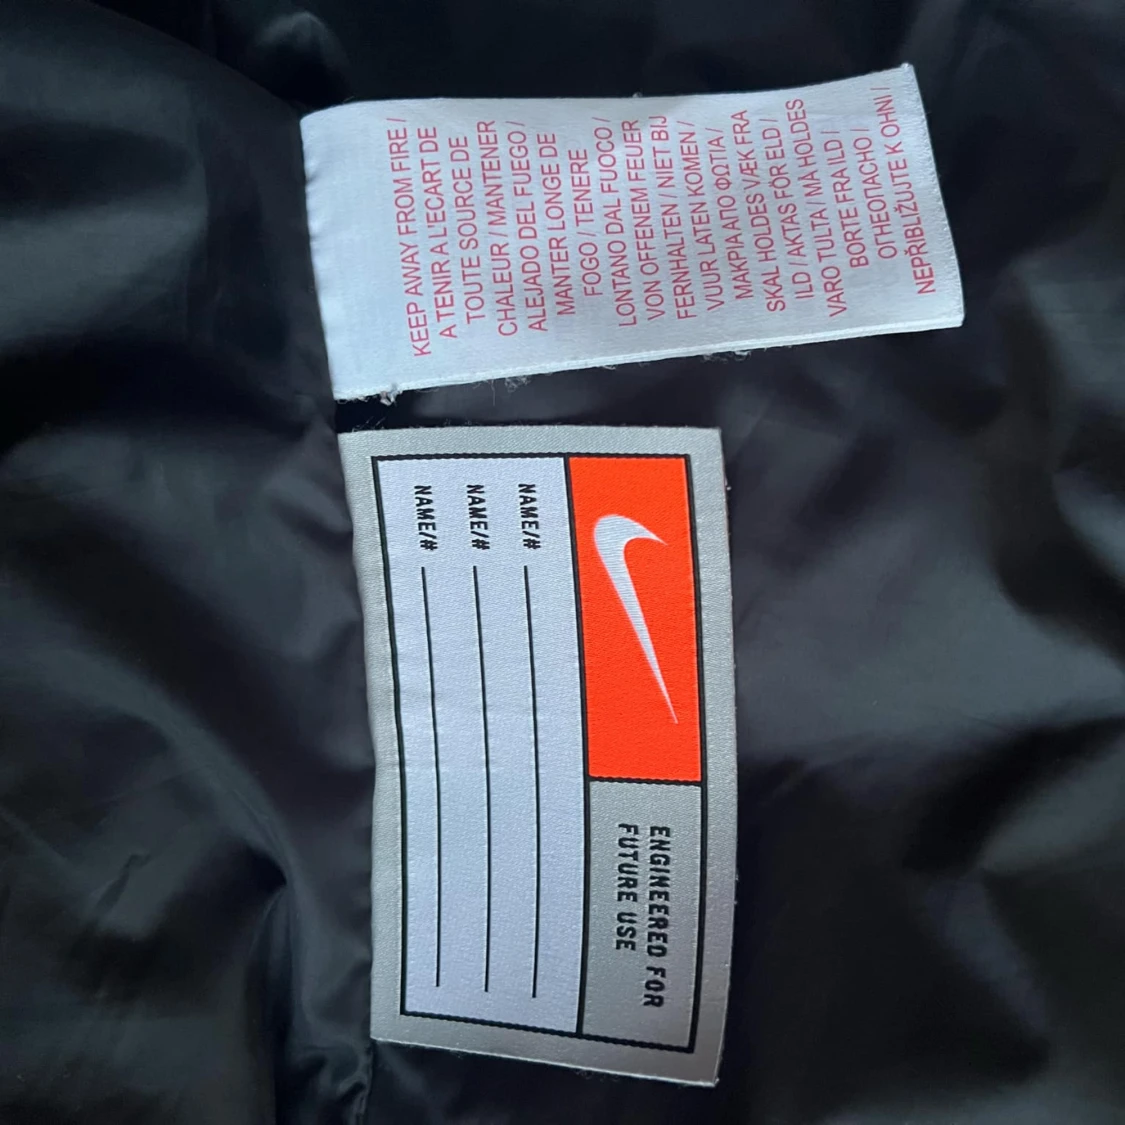 KEEP AWAY FROM FIRE /
A TENIR A L'ECART DE
TOUTE SOURCE DE
CHALEUR / MANTENER
ALEJADO DEL FUEGO /
MANTER LONGE DE
FOGO / TENERE
LONTANO DAL FUOCO /
VON OFFENEM FEUER
FERNHALTEN / NIET BIJ
VUUR LATEN KOMEN /
ΜΑΚΡΙΑ ΑΠΟ ΦΩΤΙΑ /
SKAL HOLDES VÆK FRA
ILD / AKTAS FÖR ELD /
VARO TULTA / MÅ HOLDES
BORTE FRA ILD /
ОТНЕОПАСНО /
NEPŘIBLIŽUJTE K OHNI /
ENGINEERED FOR
FUTURE USE
NAME/#
NAME/#
NAME/#